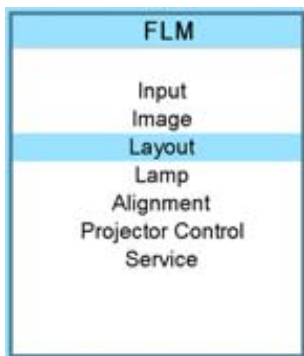 FLM
Input
Image
Layout
Lamp
Alignment
Projector Control
Service